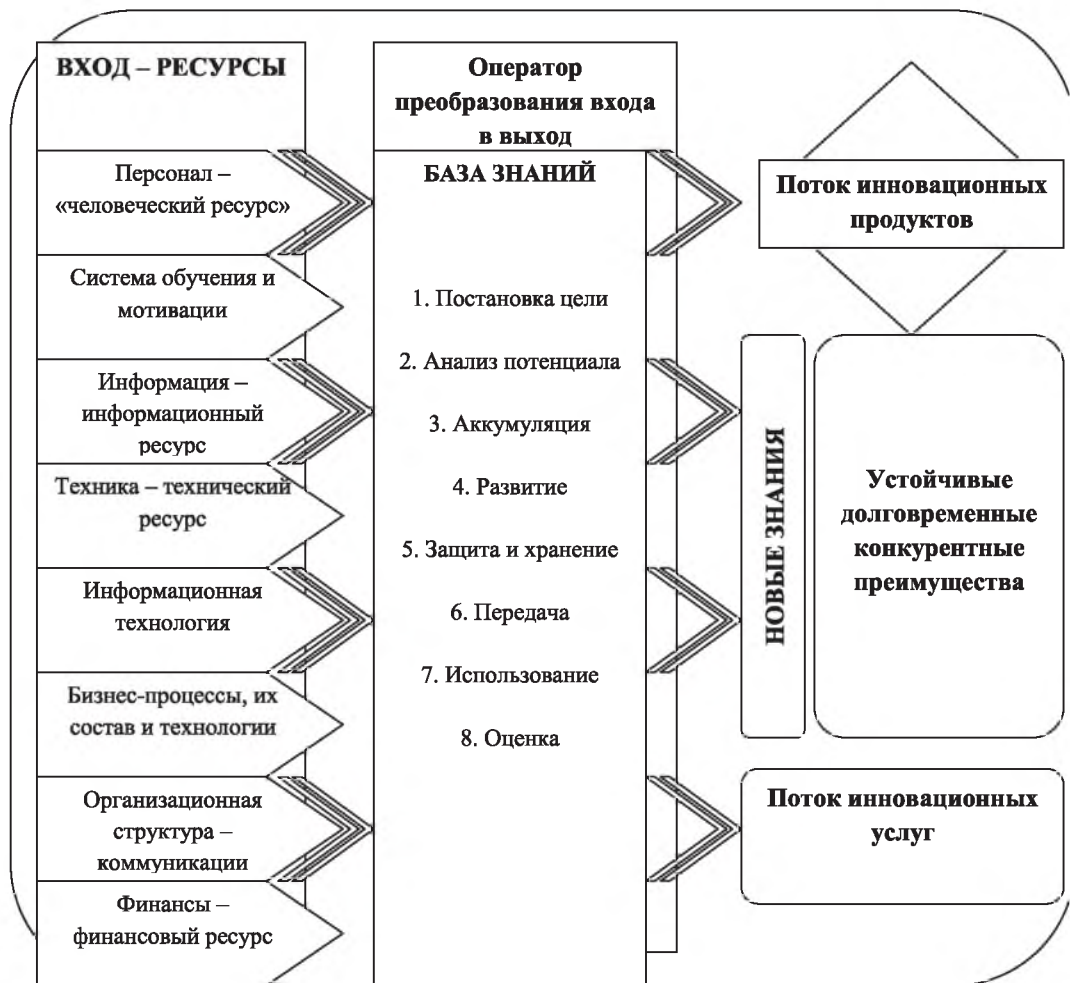 ВХОД – РЕСУРСЫ
Персонал –
«человеческий ресурс»
Система обучения и
мотивации
Информация –
информационный
ресурс
Техника – технический
ресурс
Информационная
технология
Бизнес-процессы, их
состав и технологии
Организационная
структура –
коммуникации
Финансы –
финансовый ресурс
Оператор
преобразования входа
в выход
БАЗА ЗНАНИЙ
1. Постановка цели
2. Анализ потенциала
3. Аккумуляция
4. Развитие
5. Защита и хранение
6. Передача
7. Использование
8. Оценка
Поток инновационных
продуктов
НОВЫЕ ЗНАНИЯ
Устойчивые
долговременные
конкурентные
преимущества
Поток инновационных
услуг